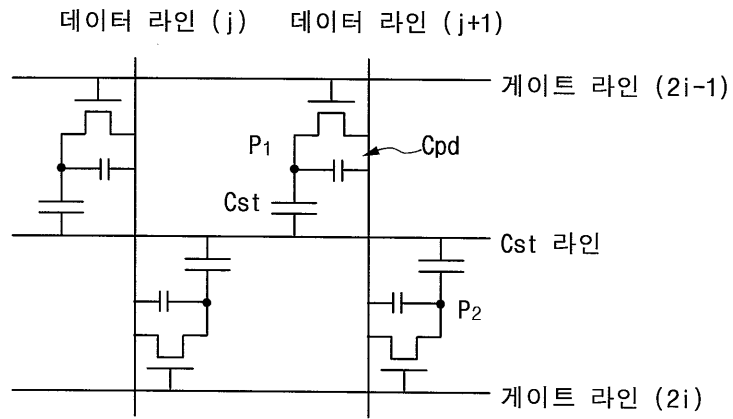 데이터 라인 (j) 데이터 라인 (j+1)
게이트 라인 (2i-1)
P1
Cpd
Cst
Cst 라인
P2
게이트 라인 (2i)